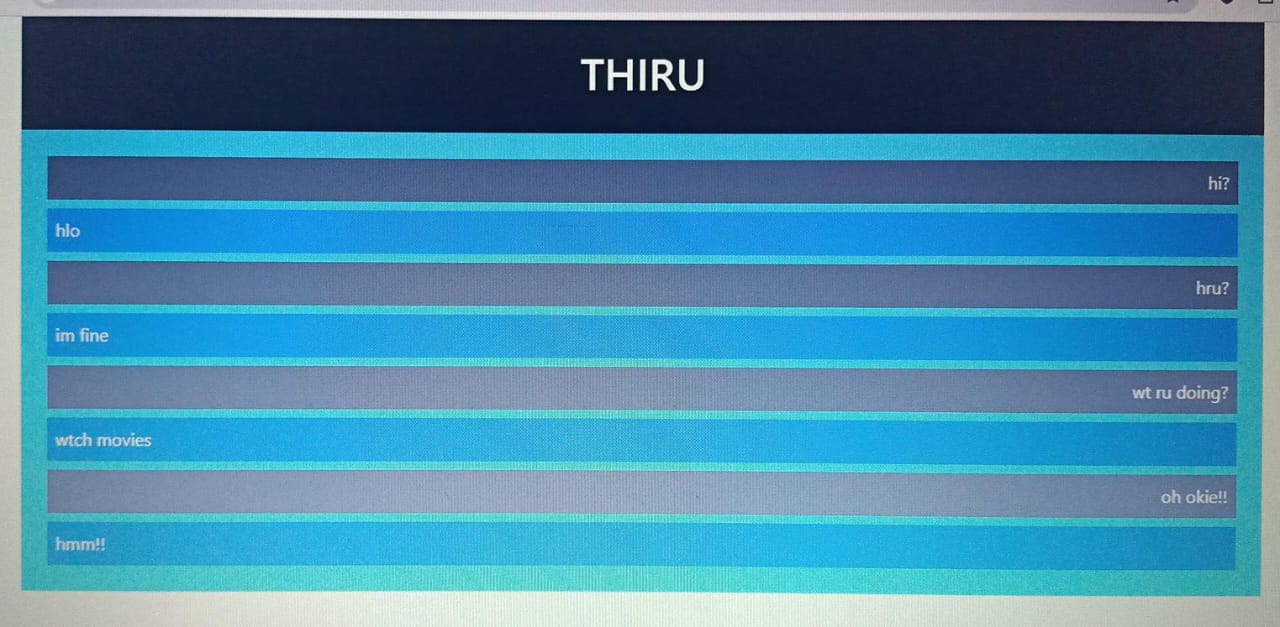 THIRU
hi?
hlo
hru?
im fine
wt ru doing?
wtch movies
oh okie!!
hmm!!